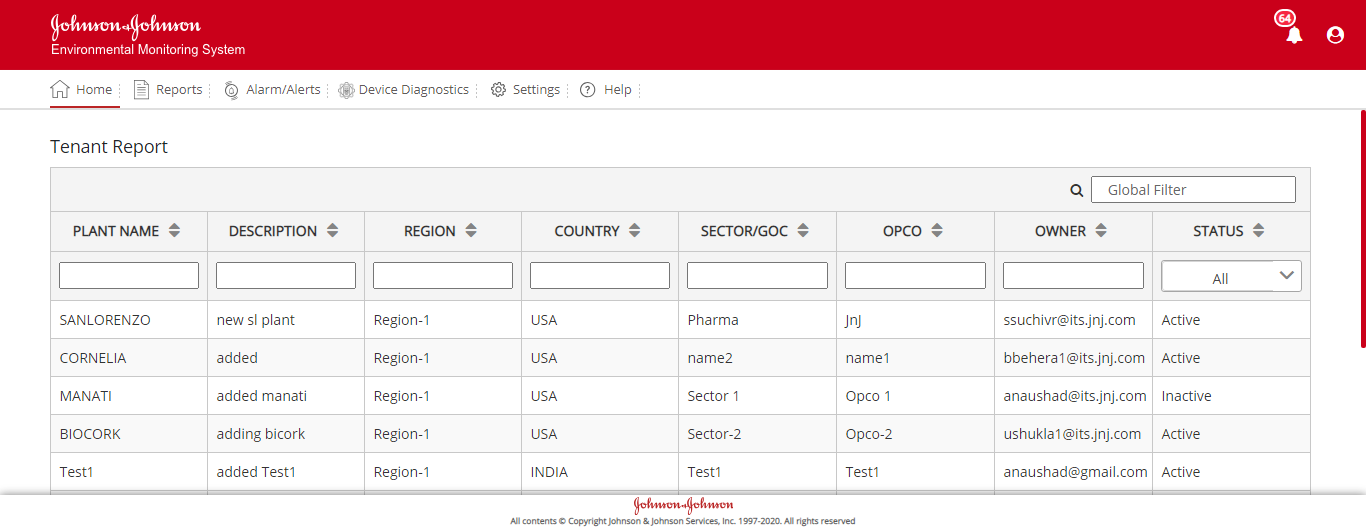 Johnson & Johnson
64
Environmental Monitoring System
Home Reports Alarm/Alerts Device Diagnostics Settings Help
Tenant Report
Global Filter
PLANT NAME DESCRIPTION REGION COUNTRY SECTOR/GOC OPCO OWNER STATUS
All
SANLORENZO new sl plant Region-1 USA Pharma JnJ ssuchivr@its.jnj.com Active
CORNELIA added Region-1 USA name2 name1 bbehera1@its.jnj.com Active
MANATI added manati Region-1 USA Sector 1 Opco 1 anaushad@its.jnj.com Inactive
BIOCORK adding bicork Region-1 USA Sector-2 Opco-2 ushukla1@its.jnj.com Active
Test1 added Test1 Region-1 INDIA Test1 Test1 anaushad@gmail.com Active
Johnson & Johnson
All contents © Copyright Johnson & Johnson Services, Inc. 1997-2020. All rights reserved